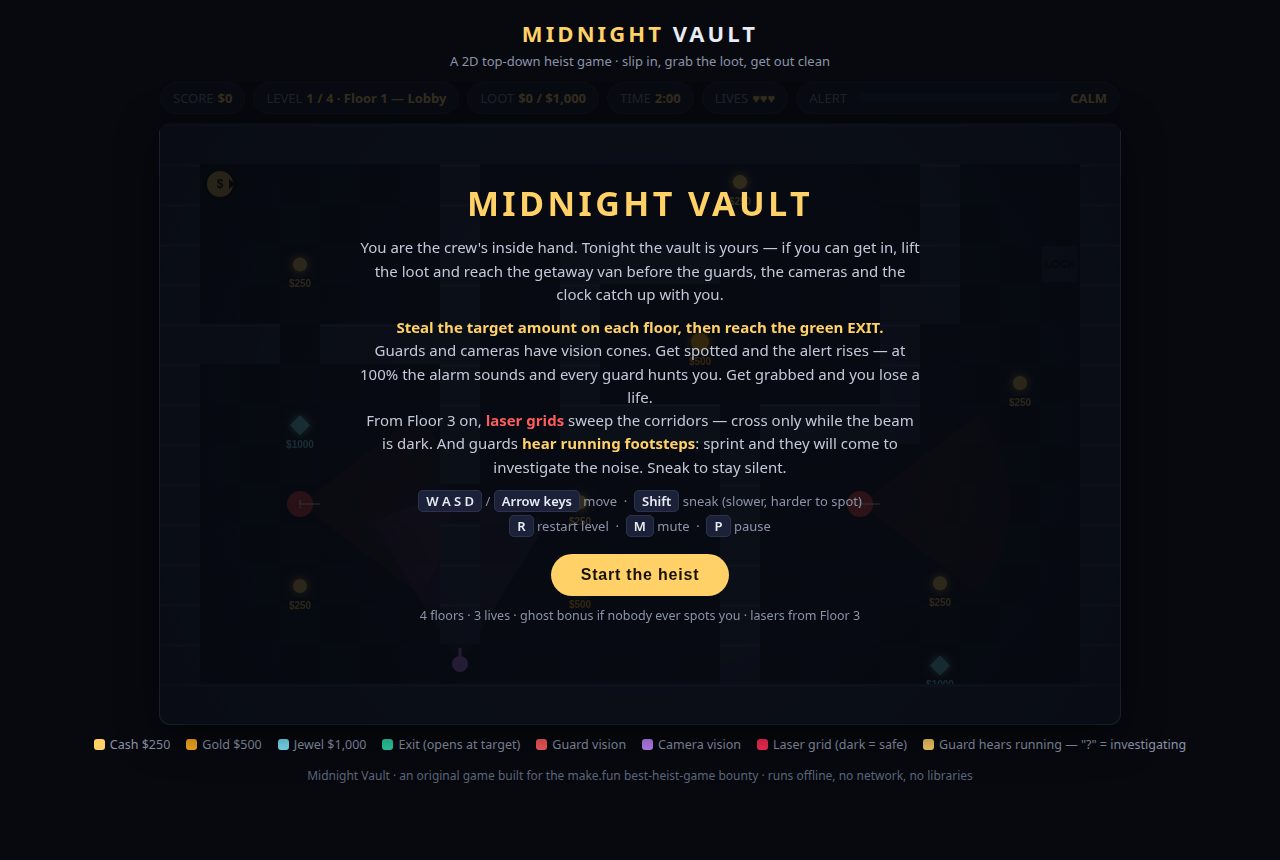 MIDNIGHT VAULT
A 2D top-down heist game · slip in, grab the loot, get out clean
SCORE $0 LEVEL 1 / 4 · Floor 1 — Lobby LOOT $0 / $1,000 TIME 2:00 LIVES ♥♥♥ ALERT CALM
$
$250
MIDNIGHT VAULT
You are the crew's inside hand. Tonight the vault is yours — if you can get in, lift
the loot and reach the getaway van before the guards, the cameras and the
clock catch up with you.
LOCK
$250
Steal the target amount on each floor, then reach the green EXIT.
Guards and cameras have vision cones. Get spotted and the alert rises — at
$500
100% the alarm sounds and every guard hunts you. Get grabbed and you lose a
life.
$250
From Floor 3 on, laser grids sweep the corridors — cross only while the beam
is dark. And guards hear running footsteps: sprint and they will come to
$1000
investigate the noise. Sneak to stay silent.
W A S D / Arrow keys move · Shift sneak (slower, harder to spot)
$250
R restart level · M mute · P pause
Start the heist
$250
$500
$250
4 floors · 3 lives · ghost bonus if nobody ever spots you · lasers from Floor 3
$1000
Cash $250 Gold $500 Jewel $1,000 Exit (opens at target) Guard vision Camera vision Laser grid (dark = safe) Guard hears running — "?" = investigating
Midnight Vault · an original game built for the make.fun best-heist-game bounty · runs offline, no network, no libraries